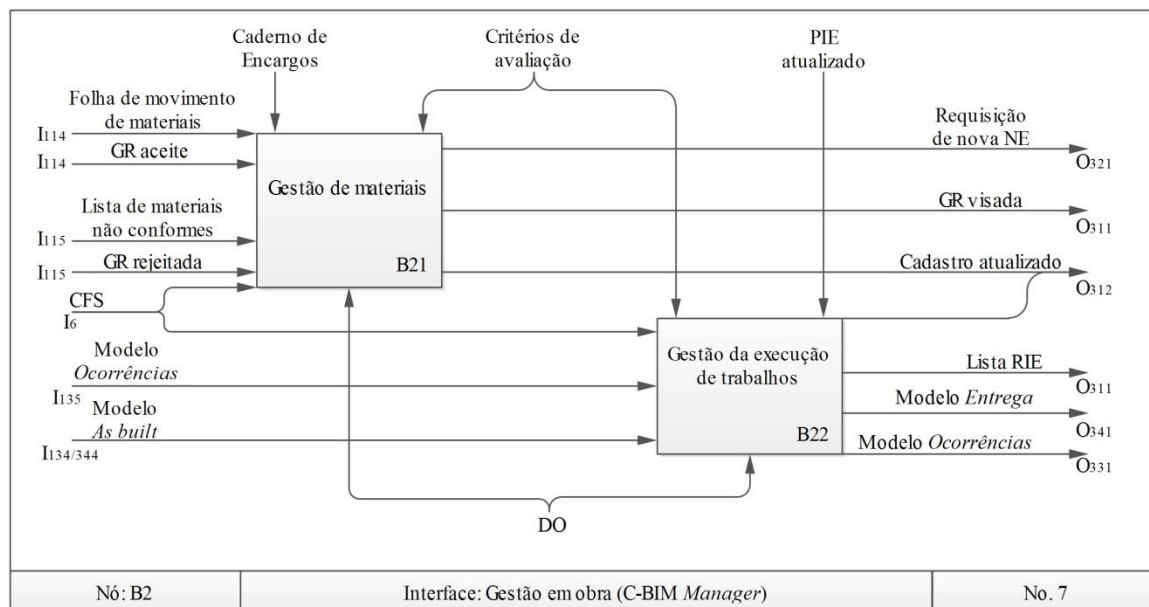 Caderno de
Encargos
Critérios de
avaliação
PIE
atualizado
Folha de movimento
de materiais
I114
GR aceite
I114
Lista de materiais
não conformes
I115
GR rejeitada
I115
CFS
I6
Modelo
Ocorrências
I135
Modelo
As built
I134/344
Gestão de materiais
B21
Gestão da execução
de trabalhos
B22
Requisição
de nova NE
O321
GR visada
O311
Cadastro atualizado
O312
Lista RIE
O311
Modelo Entrega
O341
Modelo Ocorrências
O331
DO
Nó: B2
Interface: Gestão em obra (C-BIM Manager)
No. 7